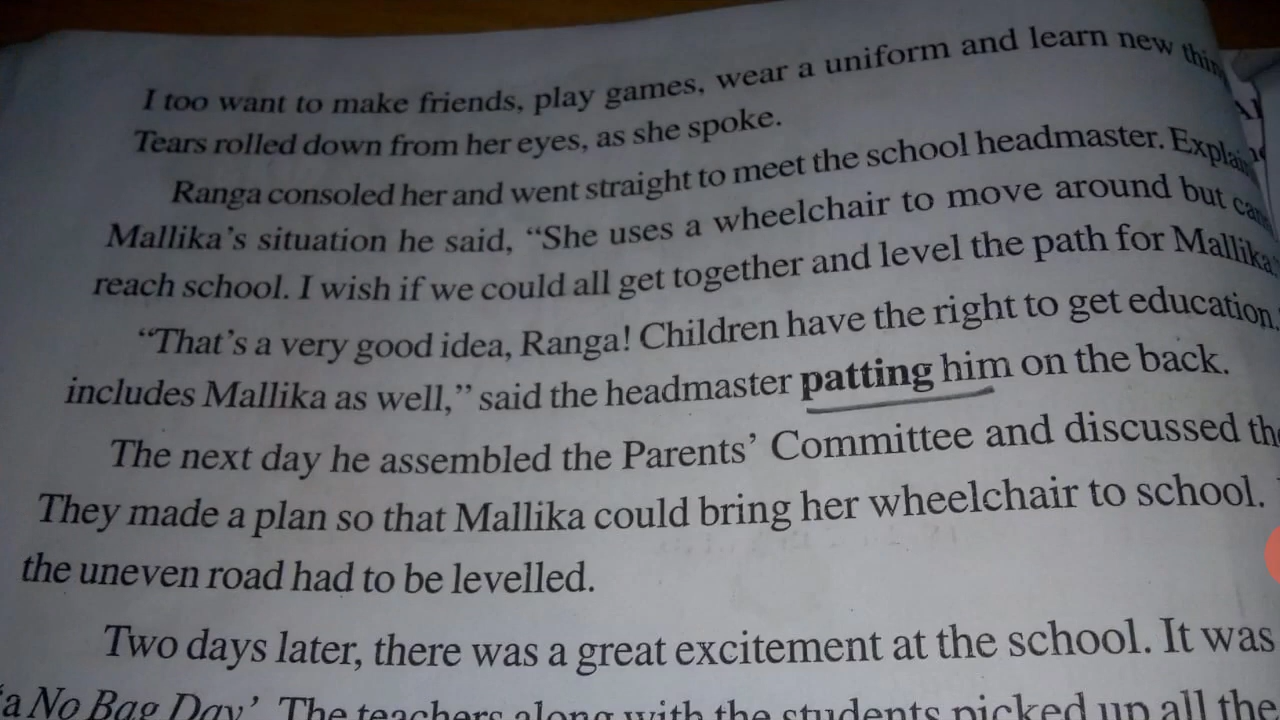 I too want to make friends, play games, wear a uniform and learn new
Tears rolled down from her eyes, as she spoke.
Ranga consoled her and went straight to meet the school headmaster.
Mallika's situation he said, “She uses a wheelchair to move around but
reach school. I wish if we could all get together and level the path for Mallika
“That's a very good idea, Ranga! Children have the right to get education.
includes Mallika as well,” said the headmaster patting him on the back.
The next day he assembled the Parents' Committee and discussed
They made a plan so that Mallika could bring her wheelchair to school.
the uneven road had to be levelled.
Two days later, there was a great excitement at the school. It was
‘a No Bag Day’ The teachers along with the students picked up all the